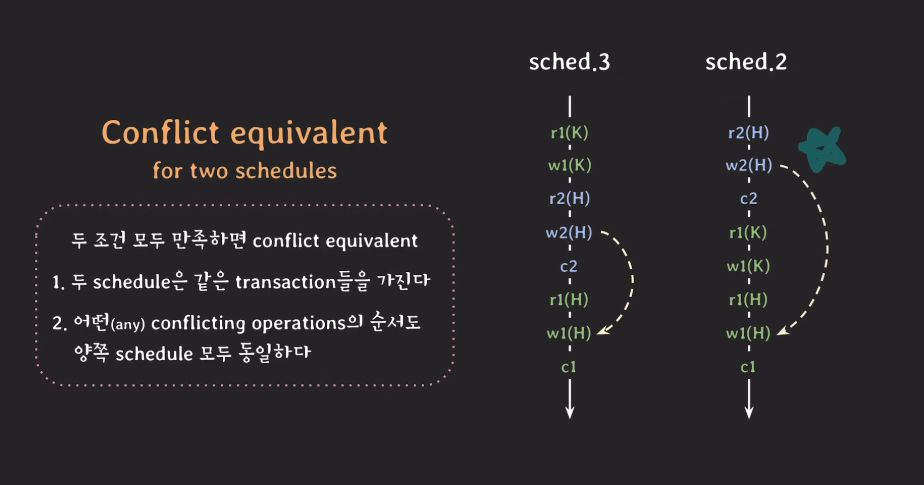 Conflict equivalent
for two schedules
두 조건 모두 만족하면 conflict equivalent
1. 두 schedule은 같은 transaction들을 가진다
2. 어떤(any) conflicting operations의 순서도
양쪽 schedule 모두 동일하다
sched.3
r1(K)
w1(K)
r2(H)
w2(H)
c2
r1(H)
w1(H)
c1
sched.2
r2(H)
w2(H)
c2
r1(K)
w1(K)
r1(H)
w1(H)
c1